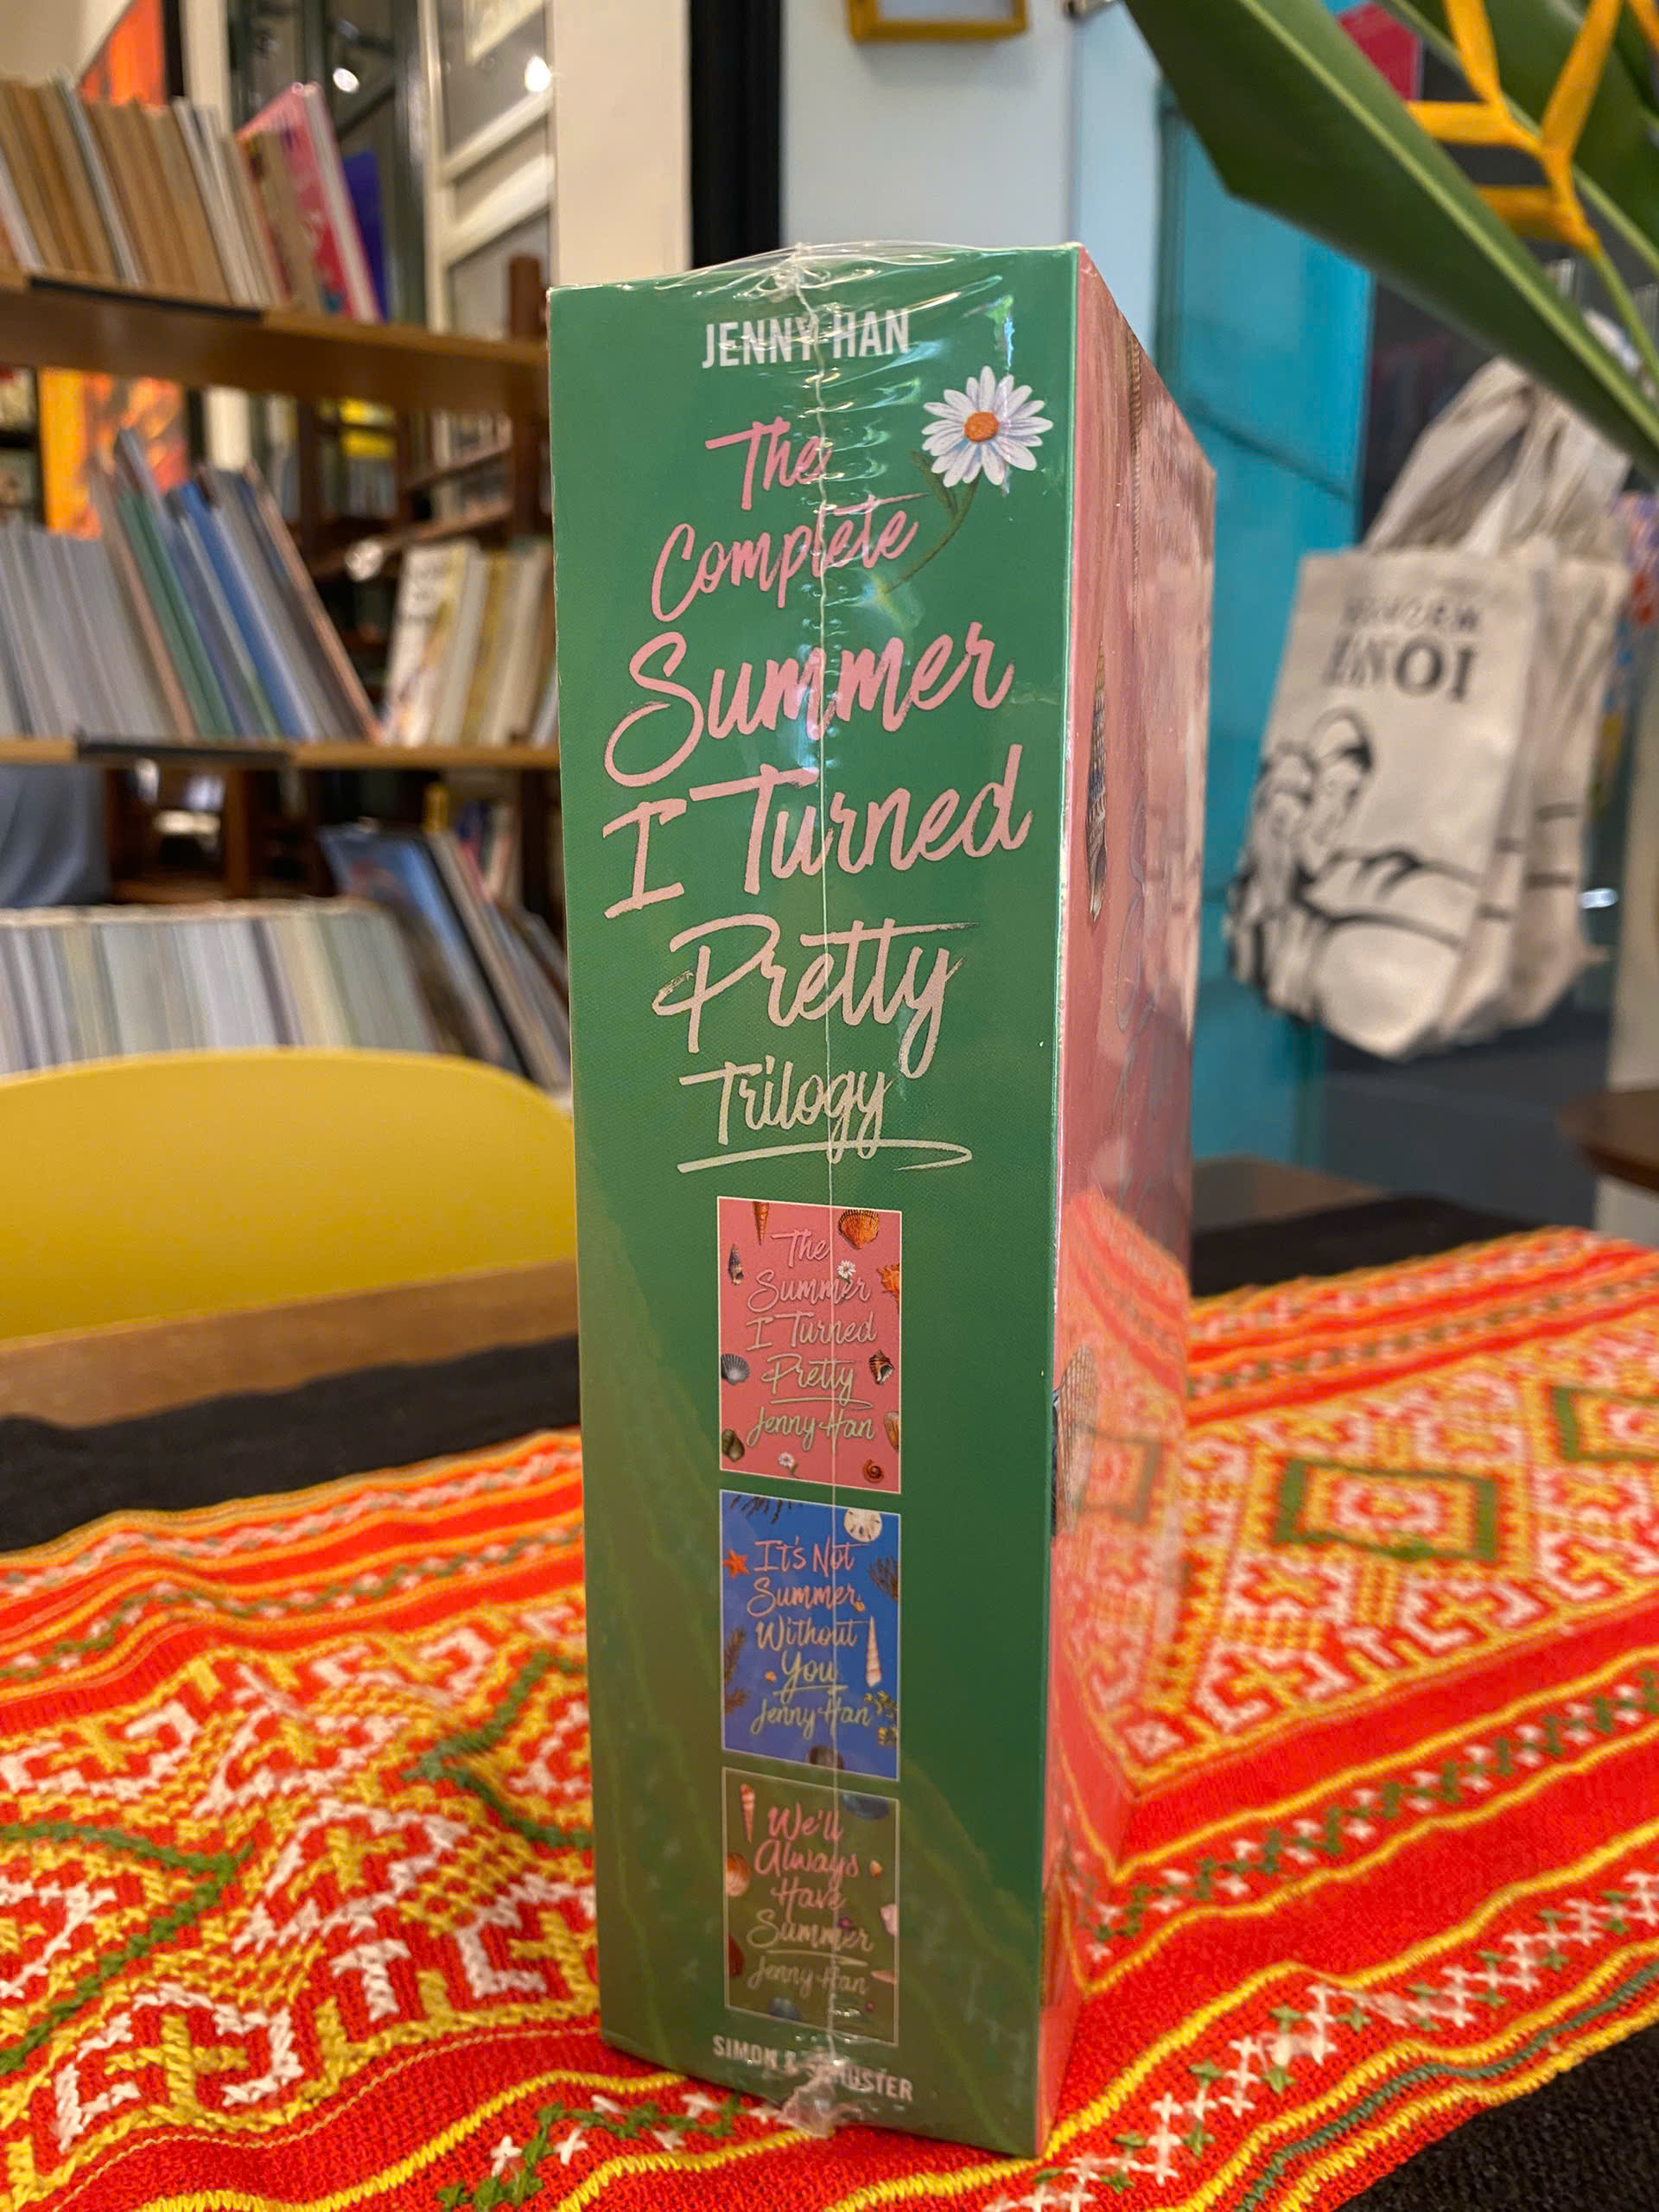 JENNY HAN
The
Complete
Summer
I Turned
Pretty
Trilogy
The
Summer
I Turned
Pretty
Jenny Han
It's Not
Summer
Without
You
Jenny Han
We'll
Always
Have
Summer
Jenny Han
SIMON & SCHUSTER